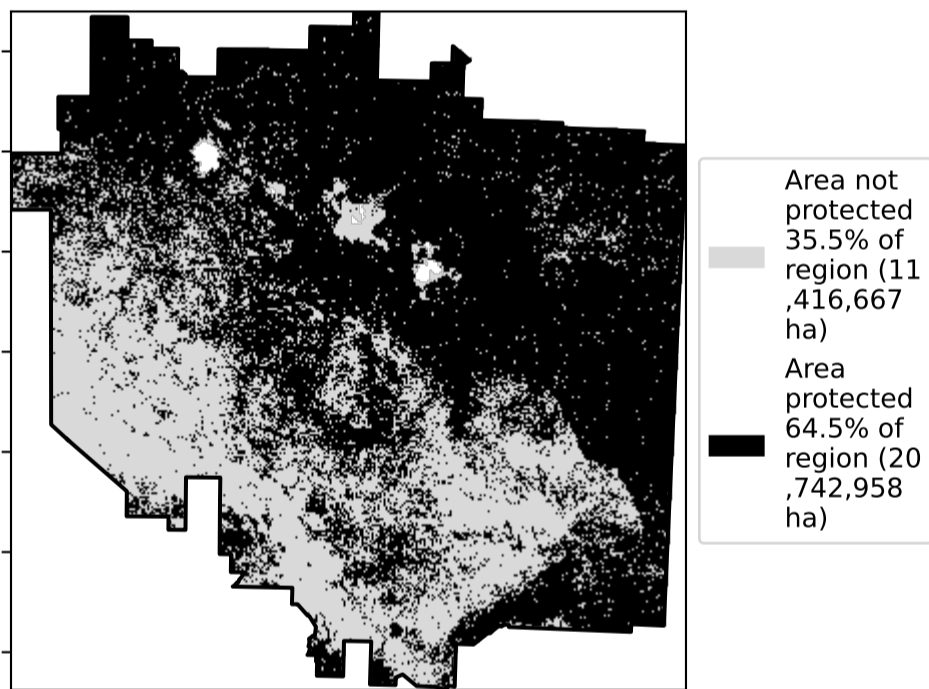 Area not
protected
35.5% of
region (11
,416,667
ha)
Area
protected
64.5% of
region (20
,742,958
ha)